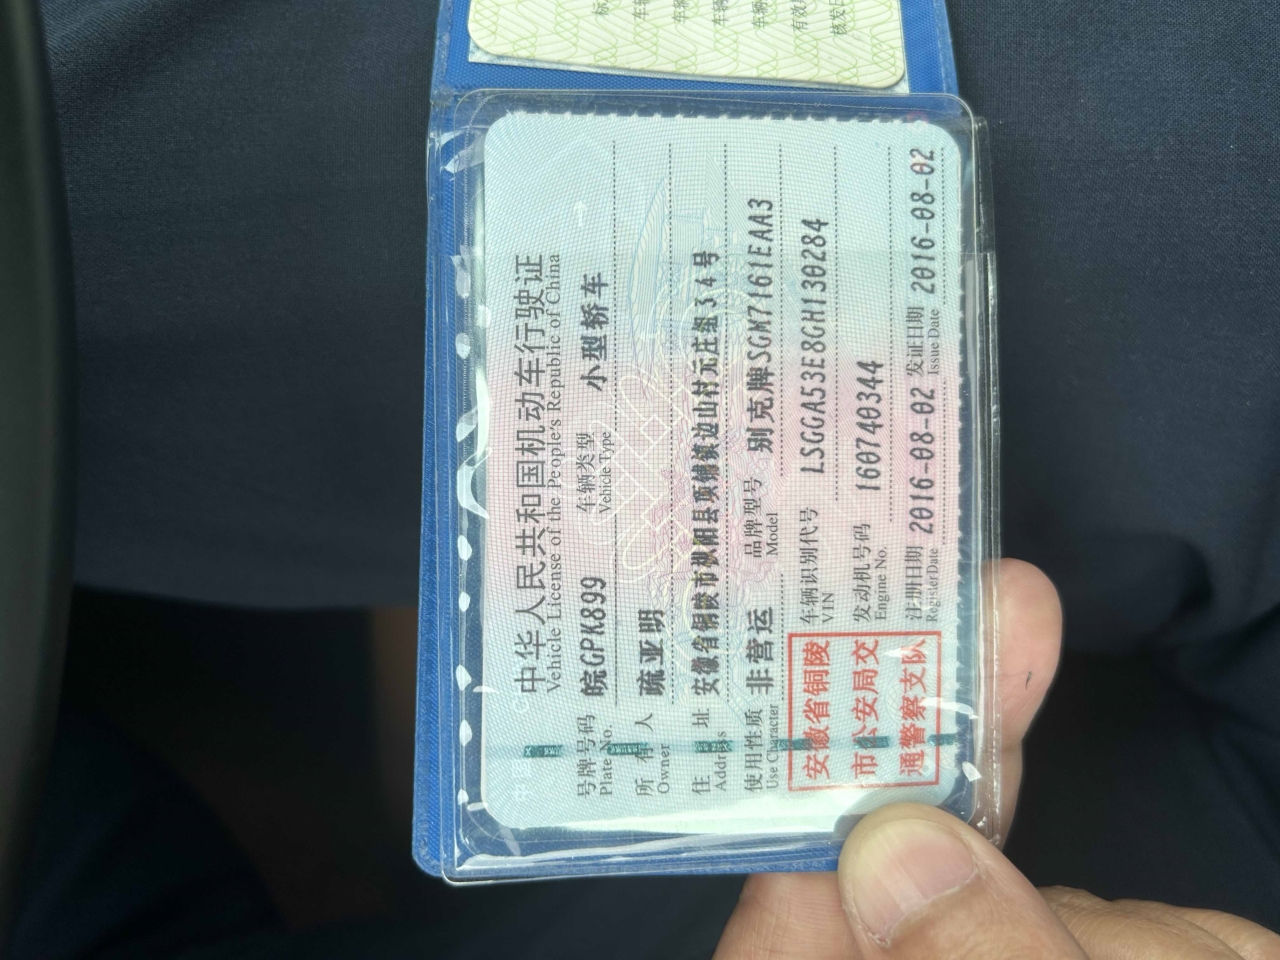 中华人民共和国机动车行驶证
Vehicle License of the People's Republic of China
号牌号码 皖GPK899 车辆类型 小型轿车
Plate No. Vehicle Type
所有人 疏亚明
Owner
住址 安徽省铜陵市枞阳县项铺镇边山村元庄组34号
Address
使用性质 非营运 品牌型号 别克牌SGM7161EAA3
Use Character Model
安徽省铜陵
市公安局交
通警察支队
车辆识别代号 LSGGA53E8GH130284
VIN
发动机号码 160740344
Engine No.
注册日期 2016-08-02 发证日期 2016-08-02
Register Date Issue Date